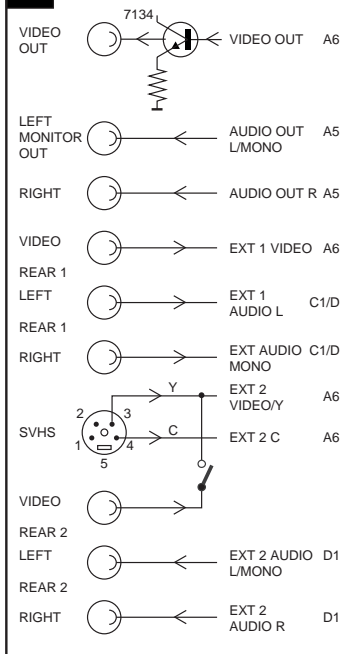 7134
VIDEO OUT
VIDEO OUT A6
LEFT MONITOR OUT
AUDIO OUT L/MONO A5
RIGHT
AUDIO OUT R A5
VIDEO
EXT 1 VIDEO A6
REAR 1
LEFT
EXT 1 AUDIO L C1/D
REAR 1
RIGHT
EXT AUDIO MONO C1/D
Y
EXT 2 VIDEO/Y A6
2 3
SVHS
1 4
C
EXT 2 C A6
5
VIDEO
REAR 2
LEFT
EXT 2 AUDIO L/MONO D1
REAR 2
RIGHT
EXT 2 AUDIO R D1